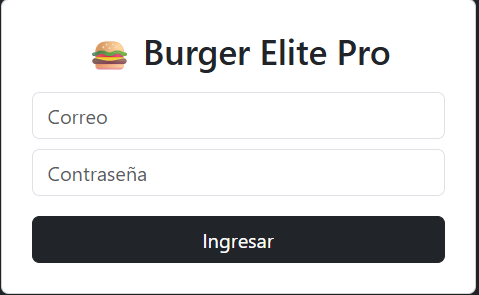 🍔 Burger Elite Pro
Correo
Contraseña
Ingresar